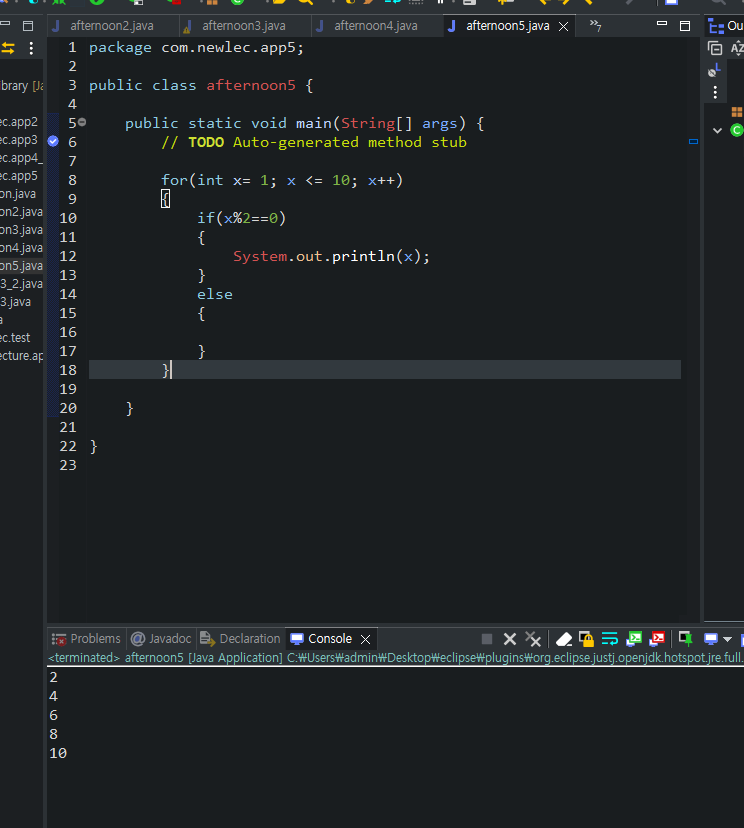 afternoon2.java afternoon3.java afternoon4.java afternoon5.java »7 Ou
1 package com.newlec.app5;
2
3 public class afternoon5 {
4
5 public static void main(String[] args) {
6 // TODO Auto-generated method stub
7
8 for(int x= 1; x <= 10; x++)
9 {
10 if(x%2==0)
11 {
12 System.out.println(x);
13 }
14 else
15 {
16
17 }
18 }
19
20 }
21
22 }
23
ibrary [Ja
ec.app2
ec.app3
ec.app4_
ec.app5
on.java
on2.java
on3.java
on4.java
on5.java
3_2.java
3.java
a
ec.test
ecture.ap
Problems Javadoc Declaration Console
<terminated> afternoon5 [Java Application] C:₩Users₩admin₩Desktop₩eclipse₩plugins₩org.eclipse.justj.openjdk.hotspot.jre.full.
2
4
6
8
10